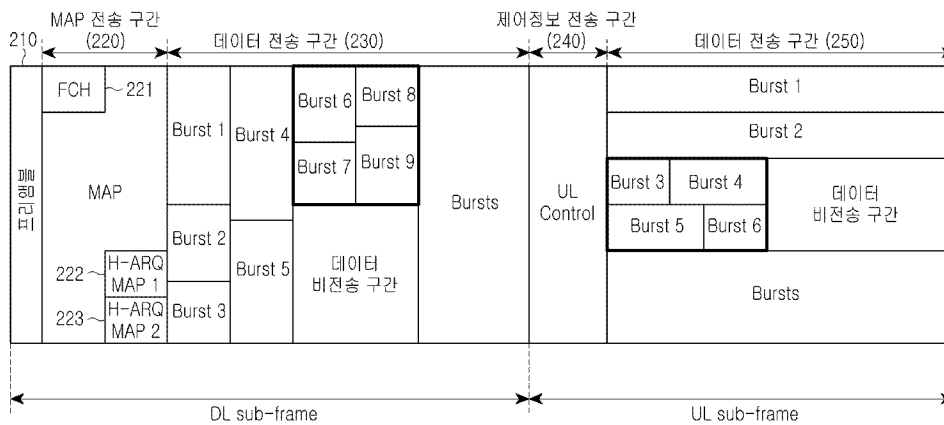 MAP 전송 구간
(220)
210
데이터 전송 구간 (230)
제어정보 전송 구간
(240)
데이터 전송 구간 (250)
프리앰블
FCH
221
MAP
222
H-ARQ
MAP 1
223
H-ARQ
MAP 2
Burst 1
Burst 2
Burst 3
Burst 4
Burst 5
Burst 6
Burst 7
Burst 8
Burst 9
데이터
비전송 구간
Bursts
UL
Control
Burst 1
Burst 2
Burst 3
Burst 4
Burst 5
Burst 6
데이터
비전송 구간
Bursts
DL sub-frame
UL sub-frame